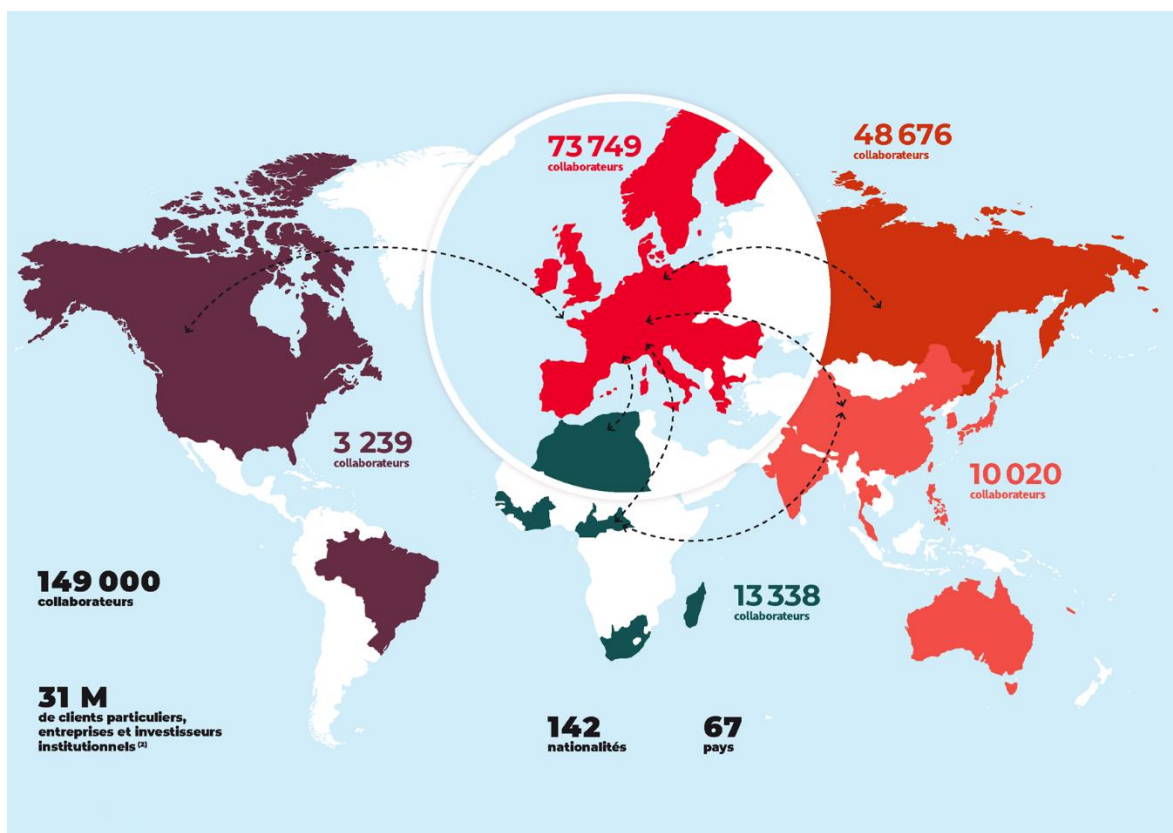 73 749
collaborateurs
48 676
collaborateurs
3 239
collaborateurs
10 020
collaborateurs
149 000
collaborateurs
13 338
collaborateurs
31 M
de clients particuliers,
entreprises et investisseurs
institutionnels (2)
142
nationalités
67
pays